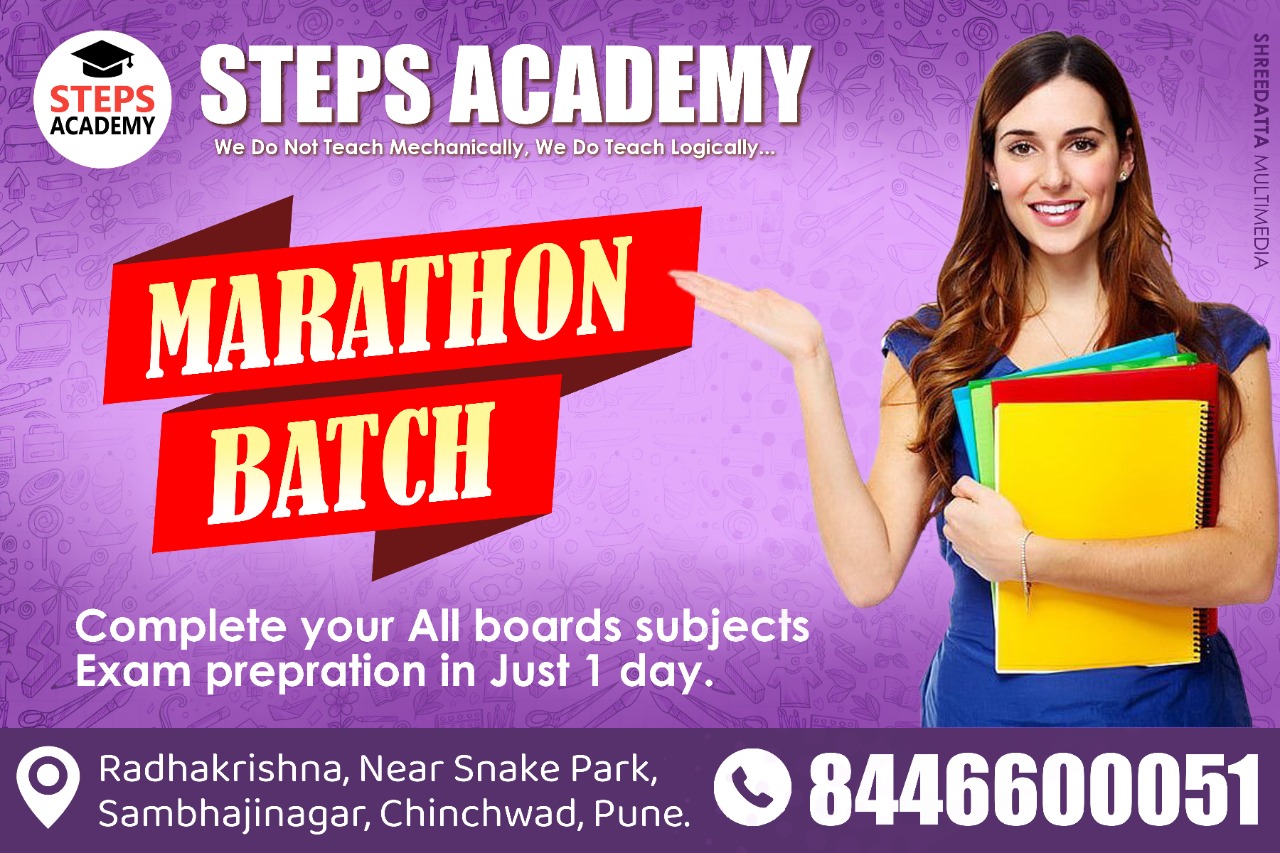 STEPS
ACADEMY
STEPS ACADEMY
We Do Not Teach Mechanically, We Do Teach Logically...
SHREEDATTA MULTIMEDIA
MARATHON
BATCH
Complete your All boards subjects
Exam prepration in Just 1 day.
Radhakrishna, Near Snake Park,
Sambhajinagar, Chinchwad, Pune.
8446600051